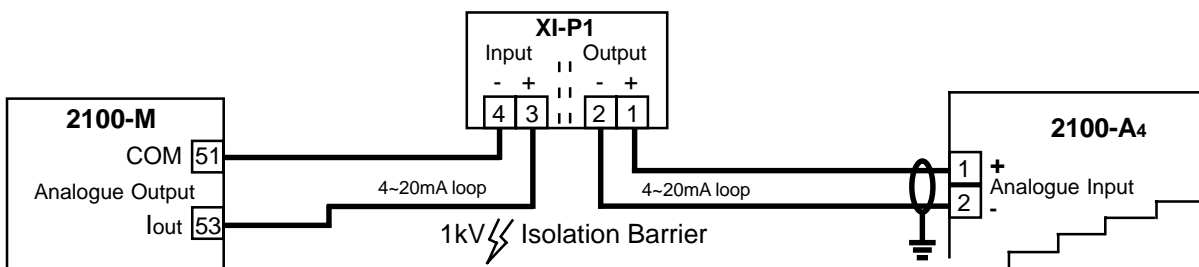 XI-P1
Input Output
- + - +
4 3 2 1
2100-M
COM 51
Analogue Output
Iout 53
4~20mA loop
4~20mA loop
1kV Isolation Barrier
2100-A4
1 +
Analogue Input
2 -